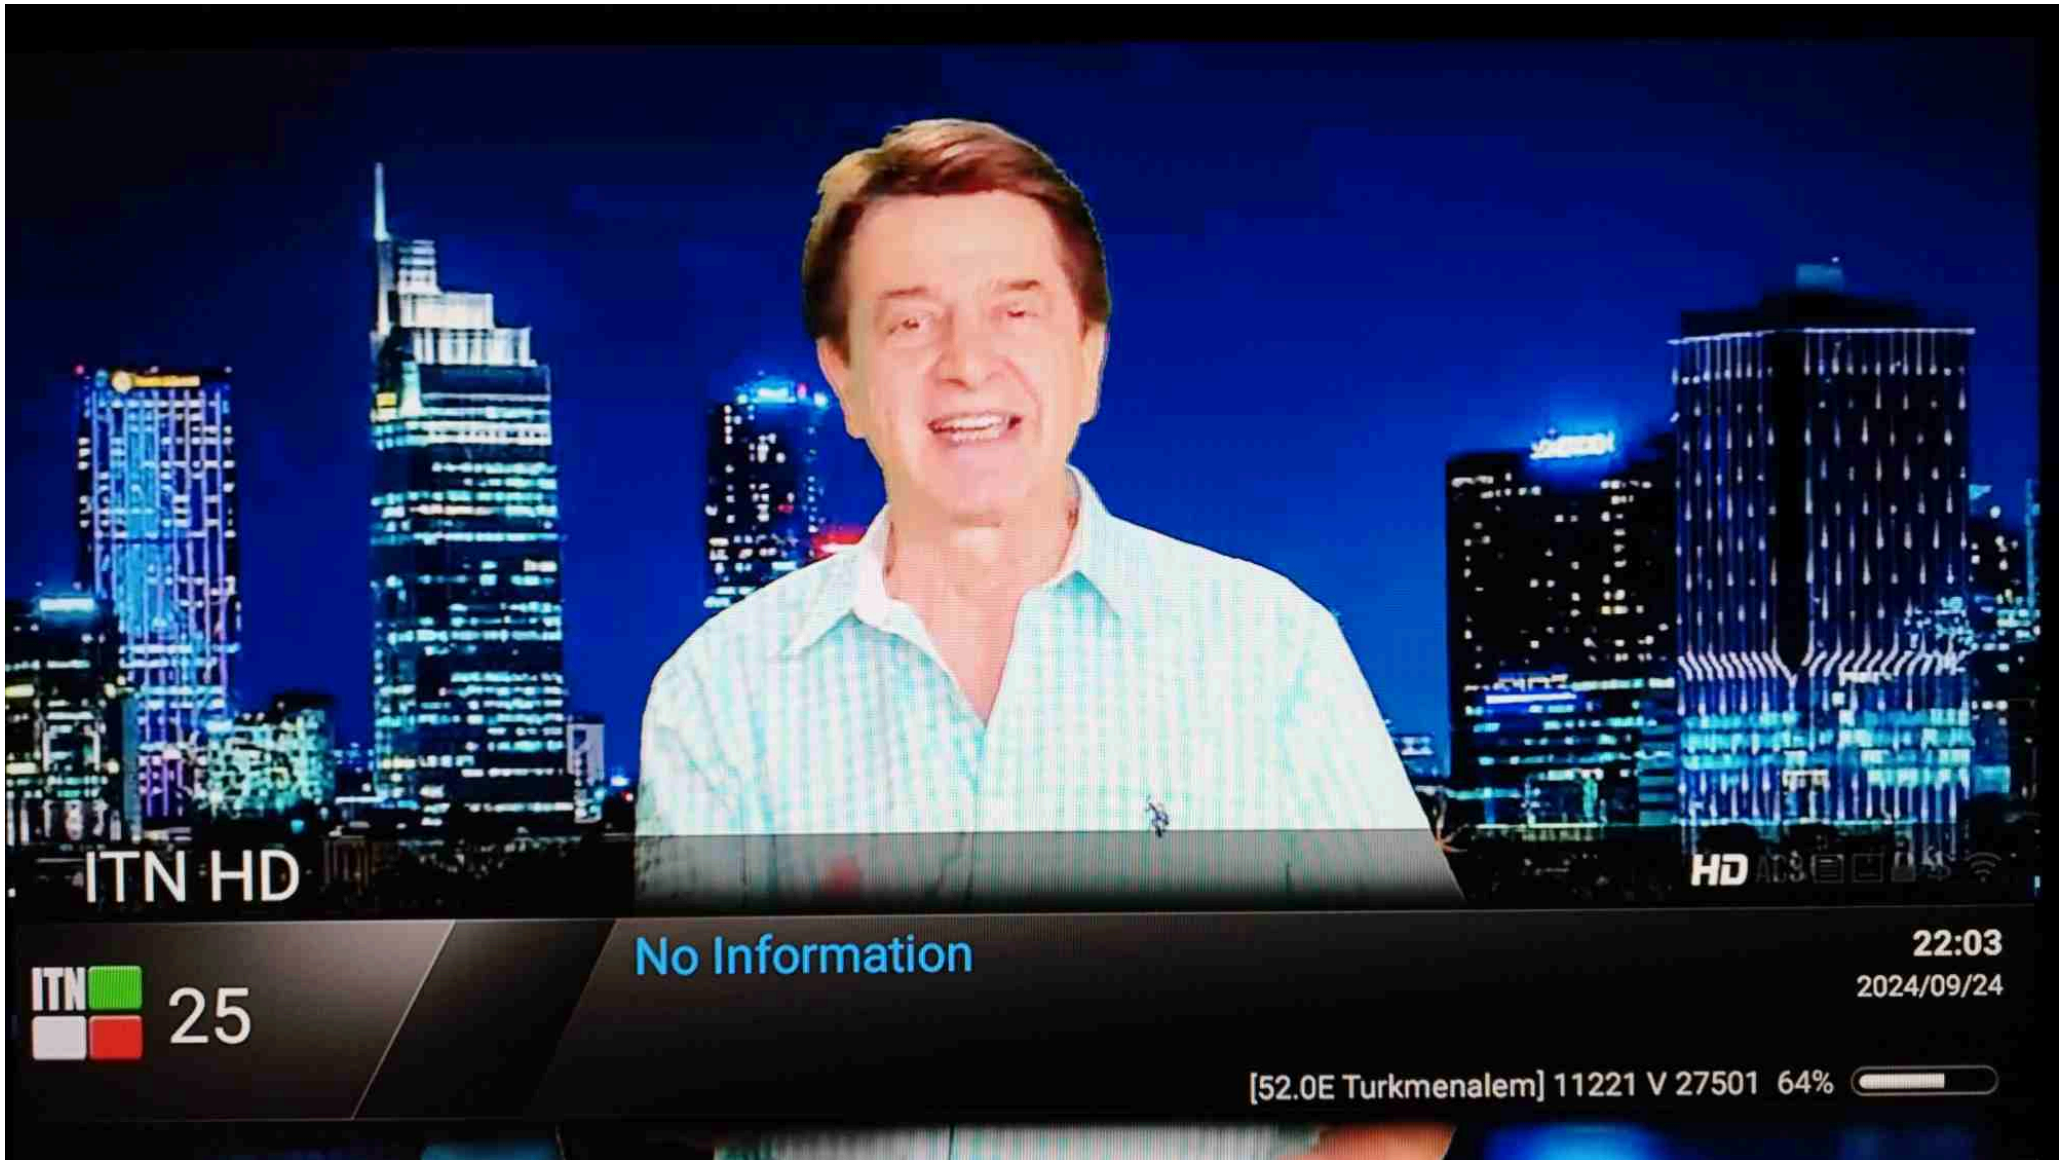 ITN HD
HD
No Information
22:03
2024/09/24
ITN
25
[52.0E Turkmenalem] 11221 V 27501 64%